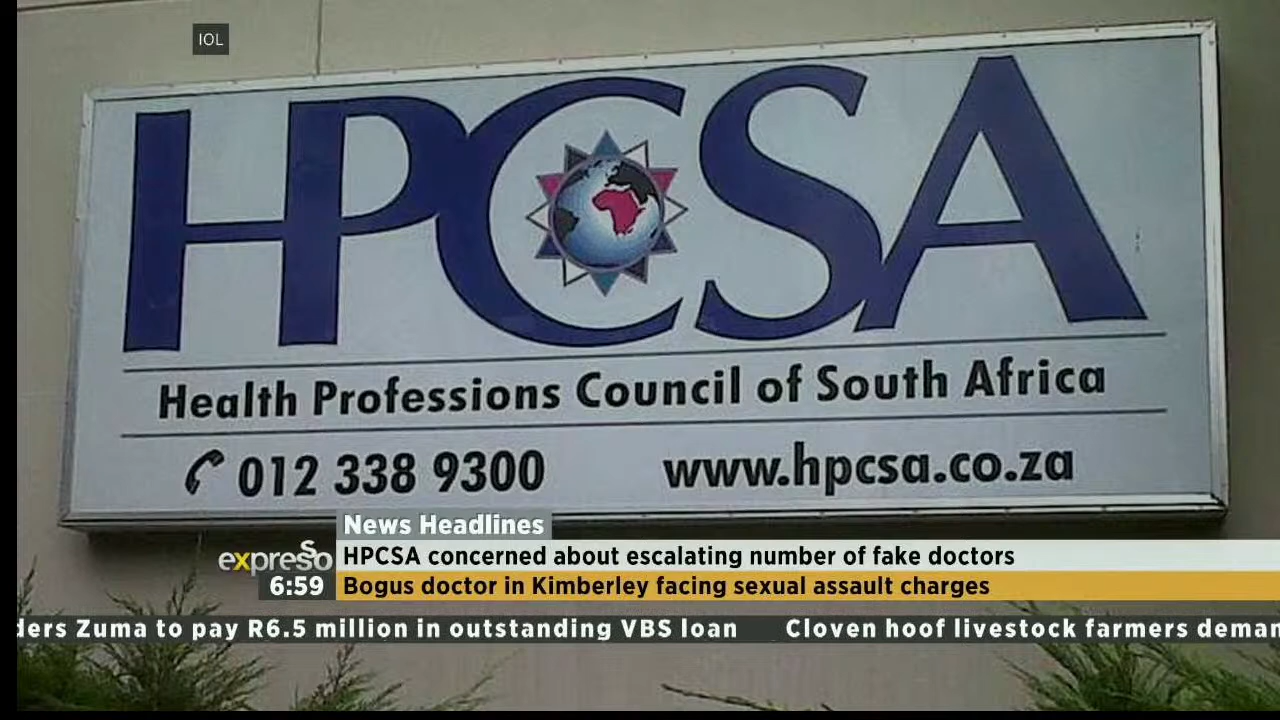 IOL
HPCSA
Health Professions Council of South Africa
012 338 9300
www.hpcsa.co.za
News Headlines
expresso
HPCSA concerned about escalating number of fake doctors
6:59
Bogus doctor in Kimberley facing sexual assault charges
ders Zuma to pay R6.5 million in outstanding VBS loan
Cloven hoof livestock farmers deman